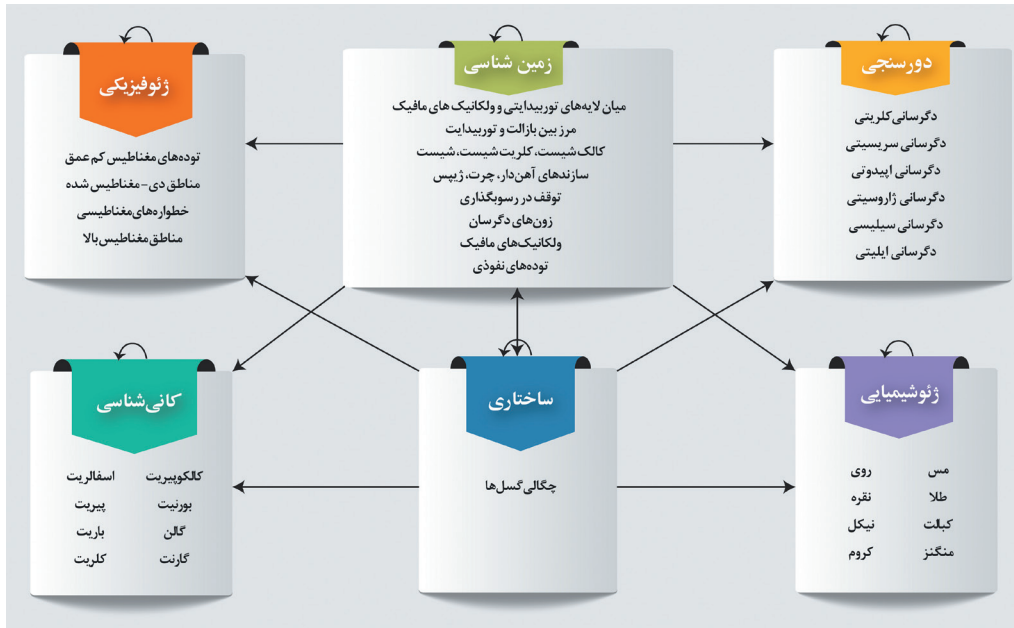 دورسنجی
دگرسانی کلریتی
دگرسانی سریسیتی
دگرسانی اپیدوتی
دگرسانی ژاروسیتی
دگرسانی سیلیسی
دگرسانی ایلیتی
زمین شناسی
میان لایه‌های توربیدایتی و ولکانیک های مافیک
مرز بین بازالت و توربیدایت
کالک شیست، کلریت شیست، شیست
سازندهای آهن‌دار، چرت، ژیپس
توقف در رسوبگذاری
زون‌های دگرسان
ولکانیک‌های مافیک
توده‌های نفوذی
ژئوفیزیکی
توده‌های مغناطیس کم عمق
مناطق دی - مغناطیس شده
خطواره‌های مغناطیسی
مناطق مغناطیس بالا
ژئوشیمیایی
مس روی
طلا نقره
کبالت نیکل
منگنز کروم
ساختاری
چگالی گسل‌ها
کانی‌شناسی
کالکوپیریت اسفالریت
بورنیت پیریت
گالن باریت
گارنت کلریت